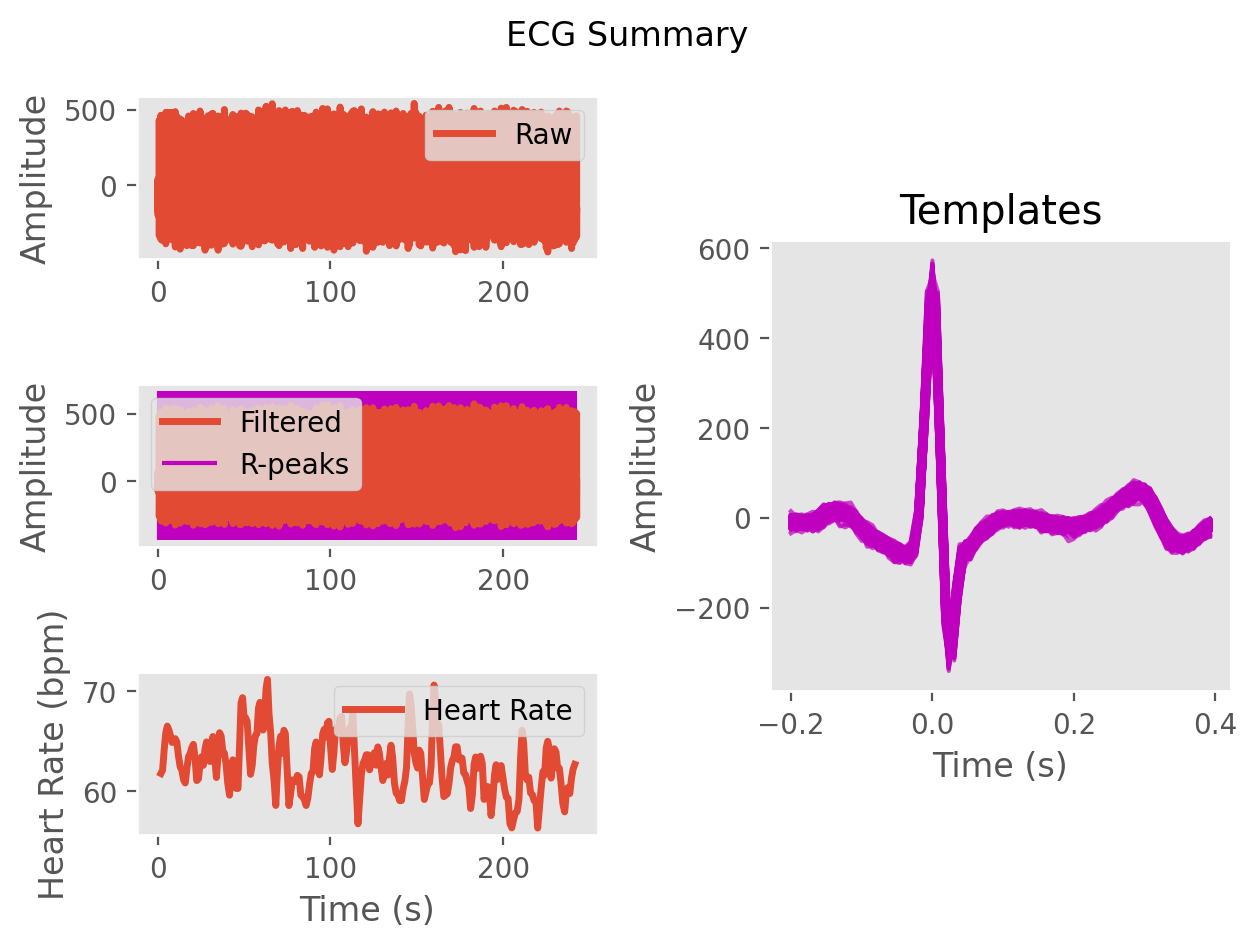 ECG Summary
Amplitude
500
0
Raw
0
100
200
Amplitude
500
0
Filtered
R-peaks
0
100
200
Heart Rate (bpm)
70
60
Heart Rate
0
100
200
Time (s)
Templates
Amplitude
600
400
200
0
−200
−0.2
0.0
0.2
0.4
Time (s)